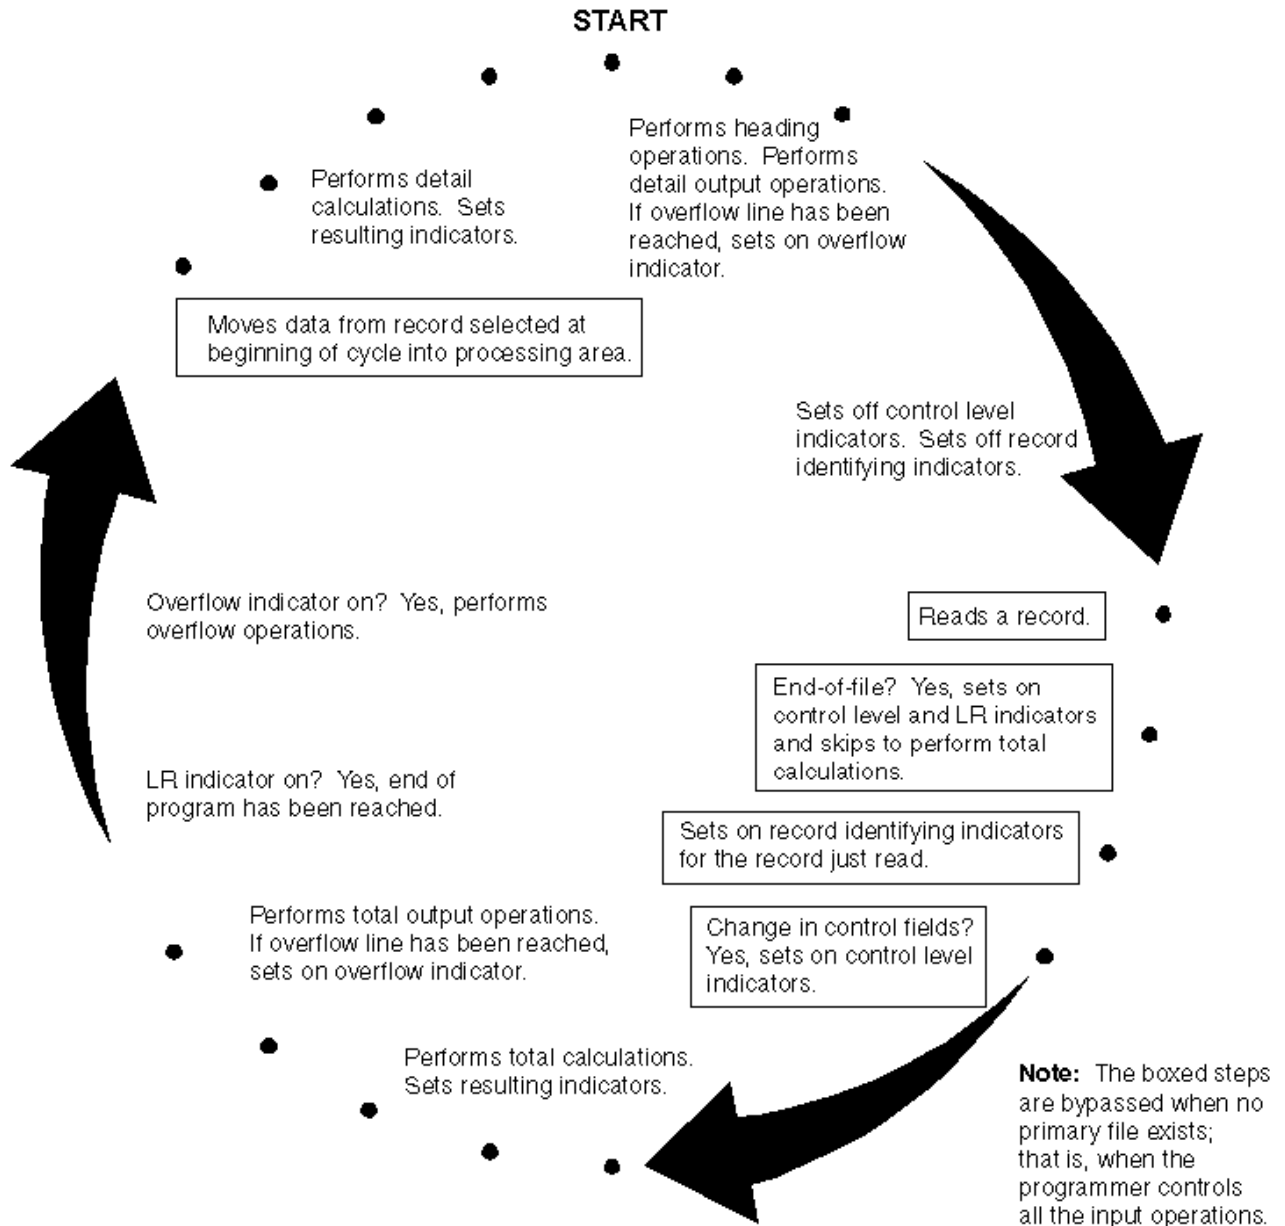 START
Performs heading
operations. Performs
detail output operations.
If overflow line has been
reached, sets on overflow
indicator.
Sets off control level
indicators. Sets off record
identifying indicators.
Reads a record.
End-of-file? Yes, sets on
control level and LR indicators
and skips to perform total
calculations.
Sets on record identifying indicators
for the record just read.
Change in control fields?
Yes, sets on control level
indicators.
Performs total calculations.
Sets resulting indicators.
Performs total output operations.
If overflow line has been reached,
sets on overflow indicator.
LR indicator on? Yes, end of
program has been reached.
Overflow indicator on? Yes, performs
overflow operations.
Moves data from record selected at
beginning of cycle into processing area.
Performs detail
calculations. Sets
resulting indicators.
Note: The boxed steps
are bypassed when no
primary file exists;
that is, when the
programmer controls
all the input operations.